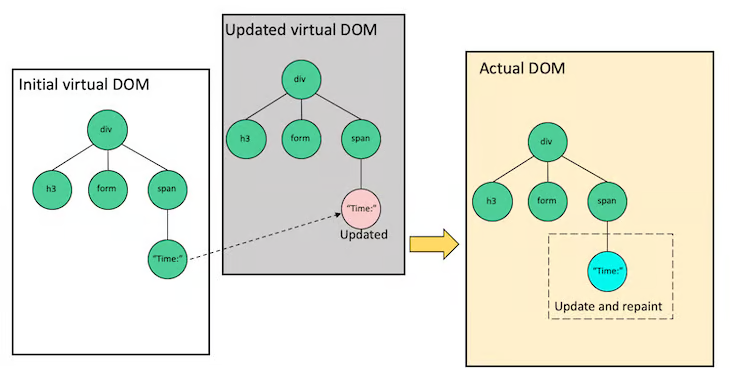 Initial virtual DOM
div
h3
form
span
"Time:"
Updated virtual DOM
div
h3
form
span
"Time:"
Updated
Actual DOM
div
h3
form
span
"Time:"
Update and repaint